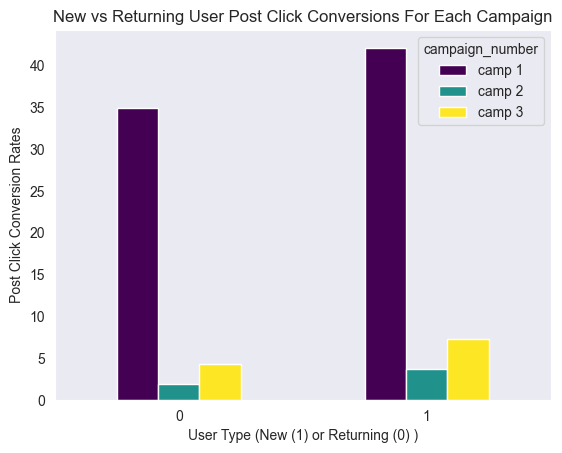 New vs Returning User Post Click Conversions For Each Campaign
campaign_number
camp 1
camp 2
camp 3
Post Click Conversion Rates
40
35
30
25
20
15
10
5
0
0
1
User Type (New (1) or Returning (0) )